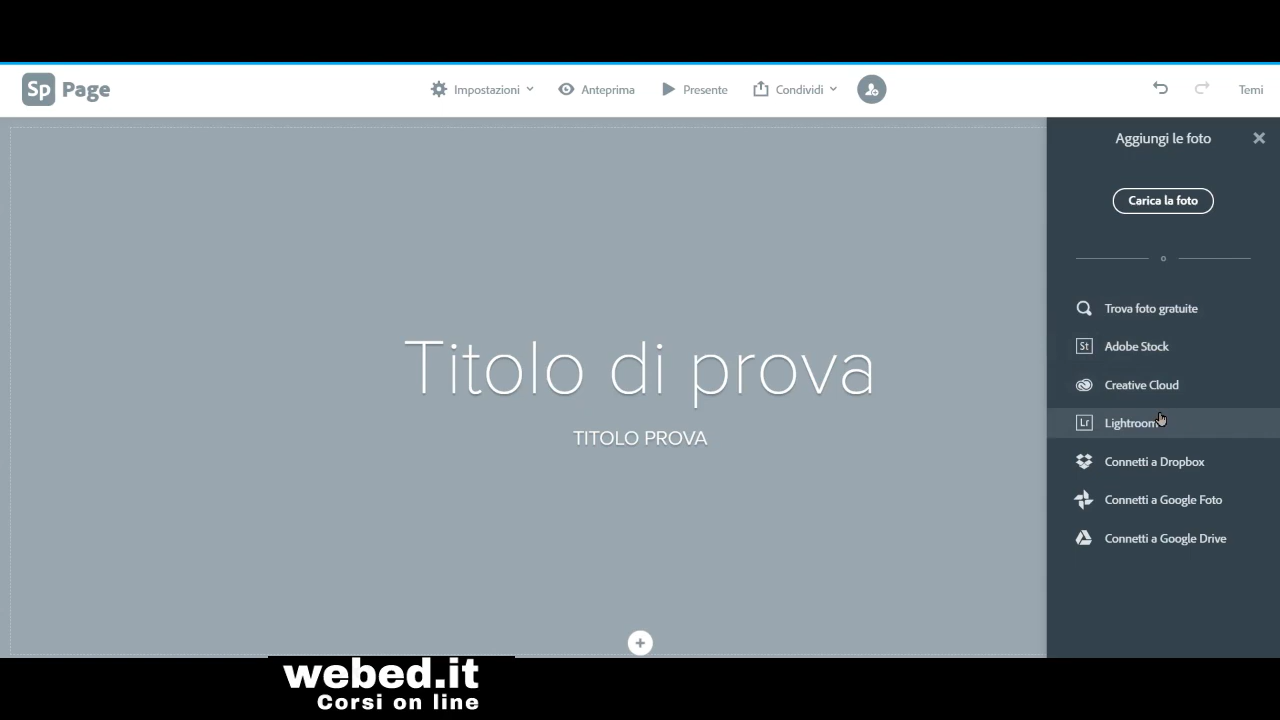 Sp Page
Impostazioni
Anteprima
Presente
Condividi
Temi
Titolo di prova
TITOLO PROVA
Aggiungi le foto
Carica la foto
o
Trova foto gratuite
St Adobe Stock
Creative Cloud
Lr Lightroom
Connetti a Dropbox
Connetti a Google Foto
Connetti a Google Drive
webed.it
Corsi on line